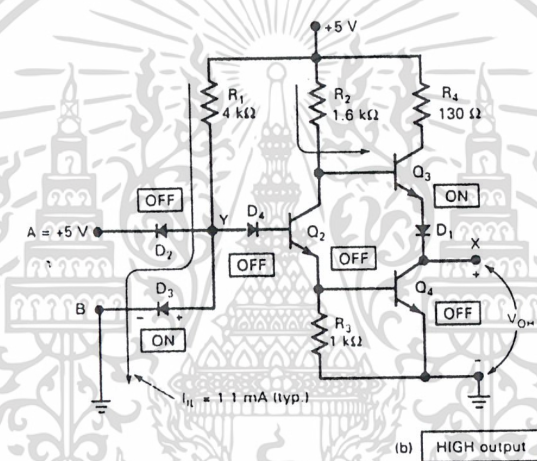 +5 V
R1
4 kΩ
R2
1.6 kΩ
R4
130 Ω
Q3
ON
OFF
D4
D1
A = +5 V
Y
Q2
X
D2
OFF
OFF
+
D3
Q4
B
- +
OFF
VOH
ON
R3
1 kΩ
-
IIL = 1.1 mA (typ.)
(b) HIGH output